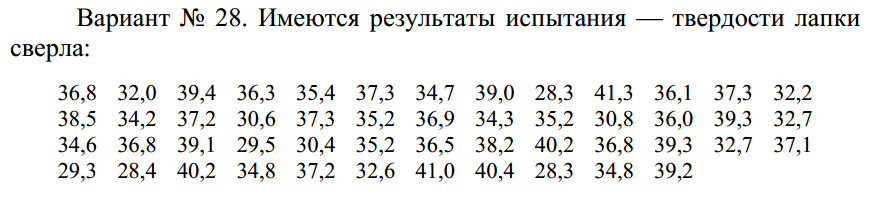 Вариант № 28. Имеются результаты испытания — твердости лапки
сверла:
36,8 32,0 39,4 36,3 35,4 37,3 34,7 39,0 28,3 41,3 36,1 37,3 32,2
38,5 34,2 37,2 30,6 37,3 35,2 36,9 34,3 35,2 30,8 36,0 39,3 32,7
34,6 36,8 39,1 29,5 30,4 35,2 36,5 38,2 40,2 36,8 39,3 32,7 37,1
29,3 28,4 40,2 34,8 37,2 32,6 41,0 40,4 28,3 34,8 39,2